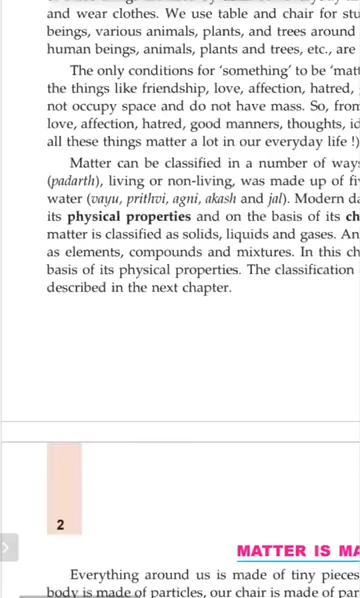 and wear clothes. We use table and chair for stu
beings, various animals, plants, and trees around
human beings, animals, plants and trees, etc., are
The only conditions for ‘something’ to be ‘mat
the things like friendship, love, affection, hatred,
not occupy space and do not have mass. So, from
love, affection, hatred, good manners, thoughts, id
all these things matter a lot in our everyday life !)
Matter can be classified in a number of ways
(padarth), living or non-living, was made up of fi
water (vayu, prithvi, agni, akash and jal). Modern da
its physical properties and on the basis of its ch
matter is classified as solids, liquids and gases. An
as elements, compounds and mixtures. In this ch
basis of its physical properties. The classification
described in the next chapter.
2
MATTER IS MA
Everything around us is made of tiny pieces
body is made of particles, our chair is made of par